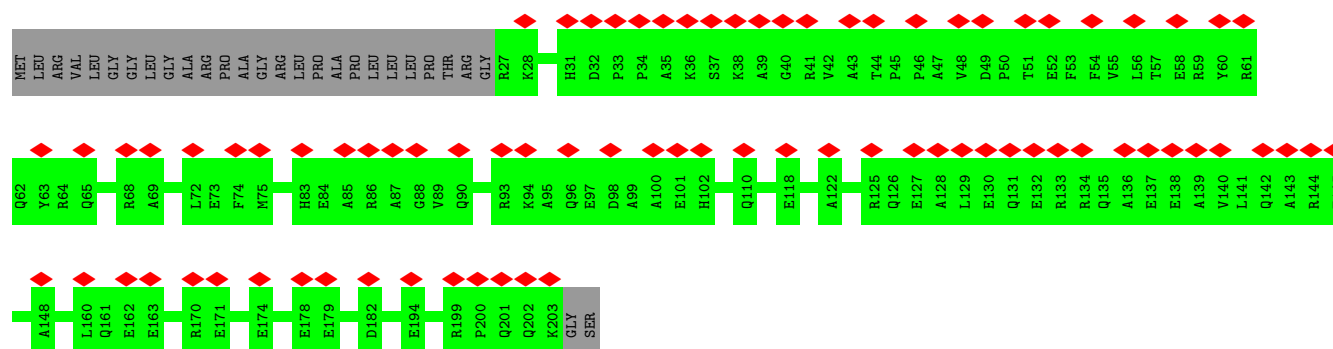 MET LEU ARG VAL LEU GLY GLY LEU GLY ALA ARG PRO ALA GLY ARG LEU PRO ALA PRO LEU LEU LEU PRO THR ARG GLY R27 K28 H31 D32 P33 P34 A35 K36 S37 K38 A39 G40 R41 V42 A43 T44 P45 P46 A47 V48 D49 P50 T51 E52 F53 F54 V55 L56 T57 E58 R59 Y60 R61
Q62 Y63 R64 Q65 R68 A69 L72 E73 F74 M75 H83 E84 A85 R86 A87 G88 V89 Q90 R93 K94 A95 Q96 E97 D98 A99 A100 E101 H102 Q110 E118 A122 R125 Q126 E127 A128 L129 E130 Q131 E132 R133 R134 Q135 A136 E137 E138 A139 V140 L141 Q142 A143 R144
A148 L160 Q161 E162 E163 R170 E171 E174 E178 E179 D182 E194 R199 P200 Q201 Q202 K203 GLY SER